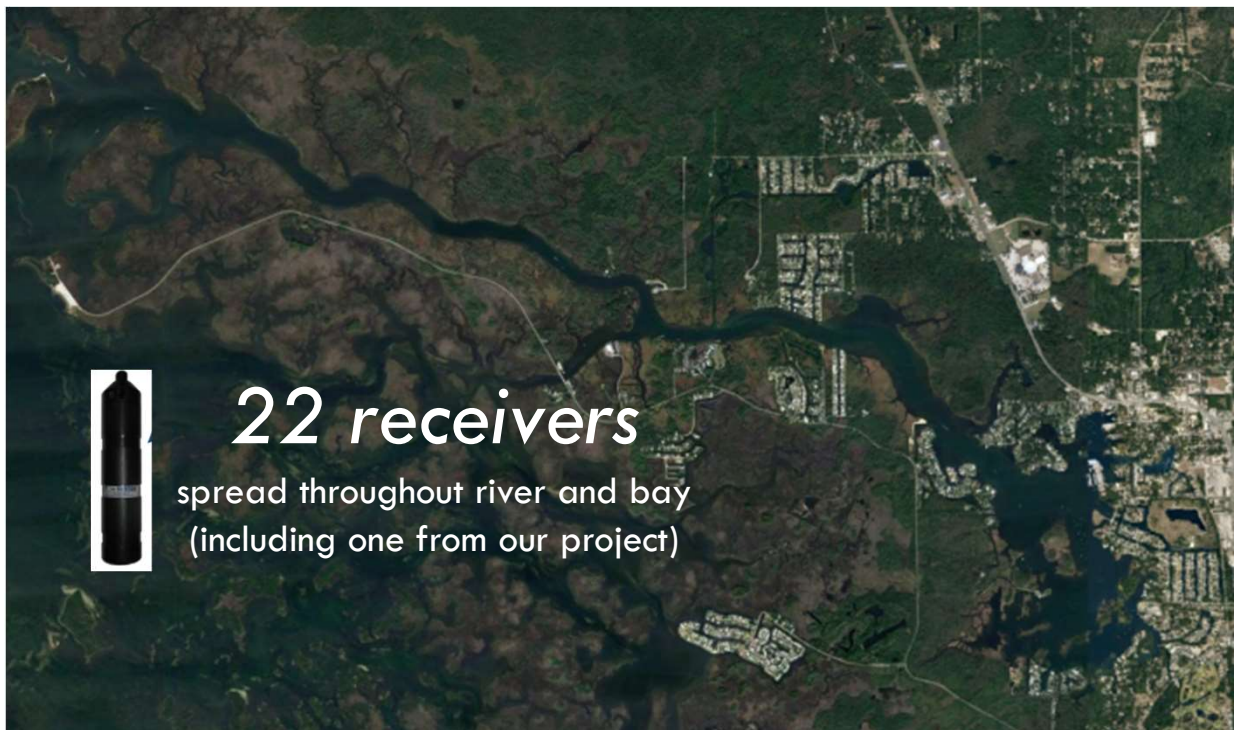 22 receivers
spread throughout river and bay
(including one from our project)